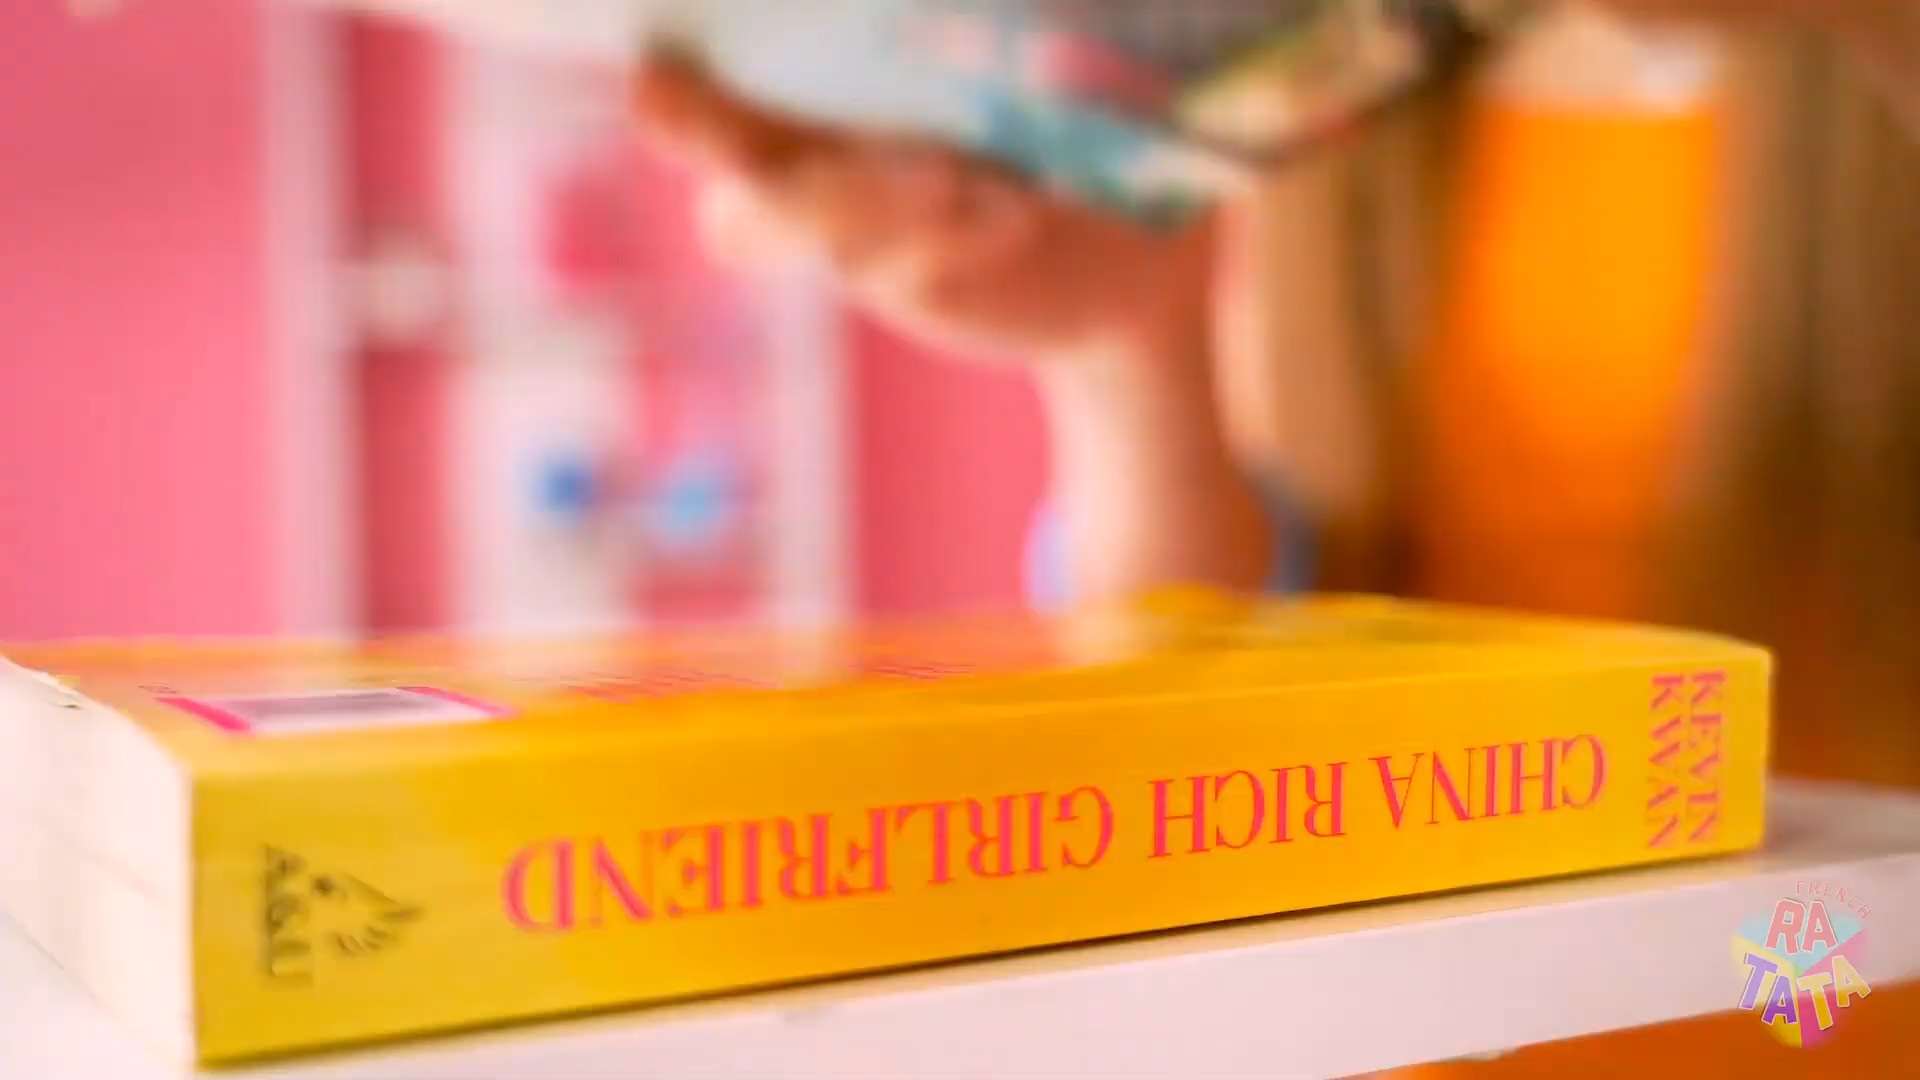 KEVIN
KWAN
CHINA RICH GIRLFRIEND
A&U
FRENCH
RA
TATA